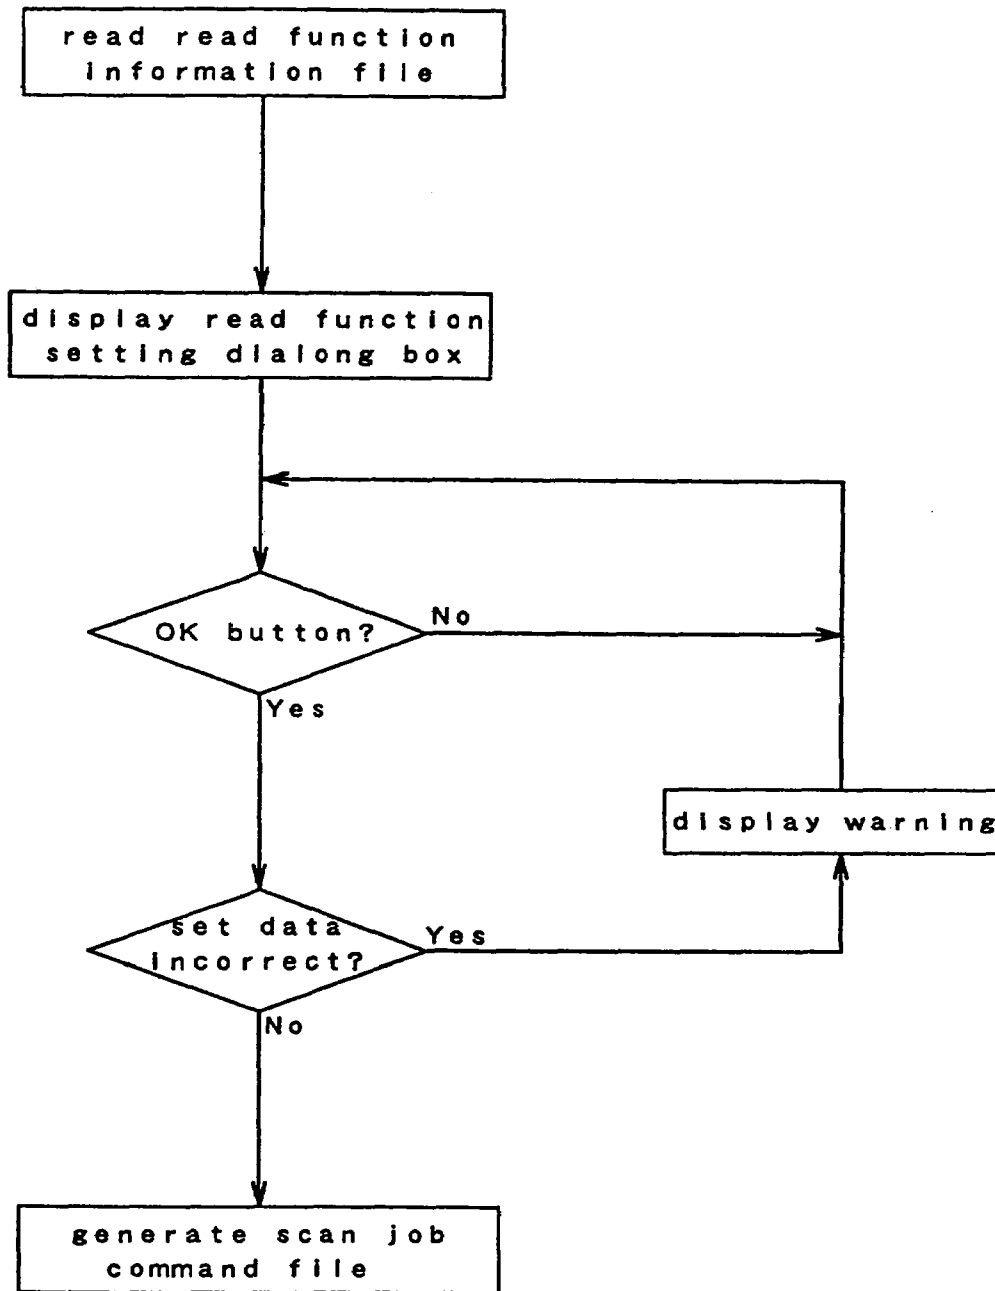 read read function
information file
display read function
setting dialong box
OK button?
No
Yes
display warning
set data
incorrect?
Yes
No
generate scan job
command file